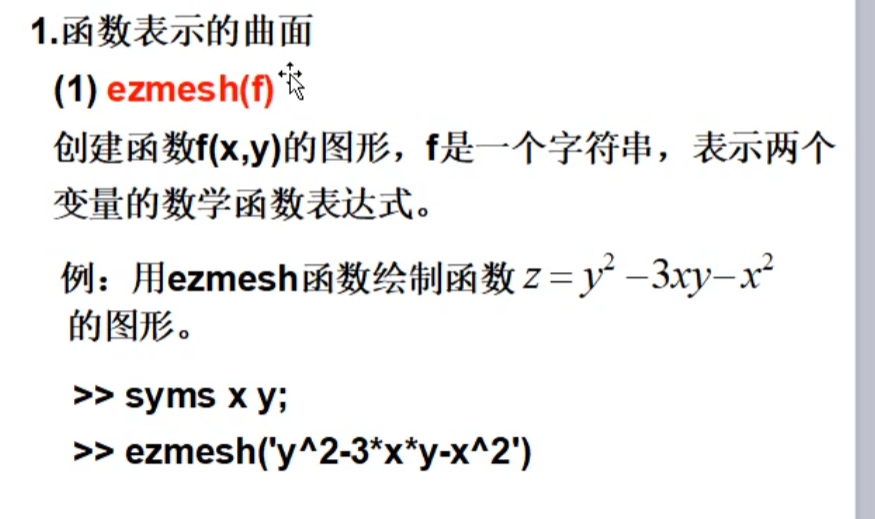 1.函数表示的曲面
(1) ezmesh(f)
创建函数f(x,y)的图形，f是一个字符串，表示两个
变量的数学函数表达式。
例：用ezmesh函数绘制函数 z = y² − 3xy − x²
的图形。
>> syms x y;
>> ezmesh('y^2-3*x*y-x^2')